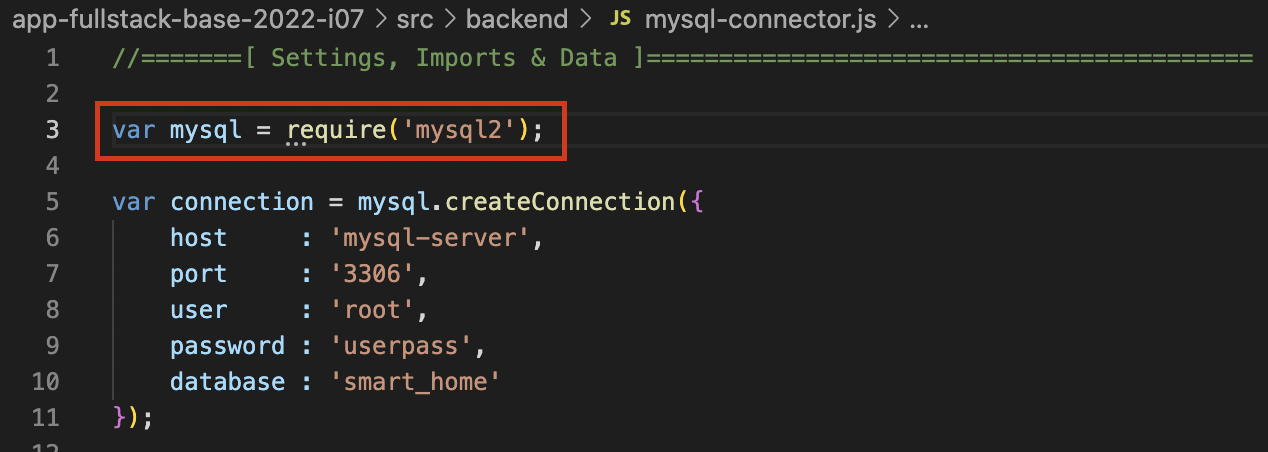 app-fullstack-base-2022-i07 > src > backend > JS mysql-connector.js > ...
1 //=======[ Settings, Imports & Data ]==========================================
2
3 var mysql = require('mysql2');
4
5 var connection = mysql.createConnection({
6     host     : 'mysql-server',
7     port     : '3306',
8     user     : 'root',
9     password : 'userpass',
10     database : 'smart_home'
11 });
12